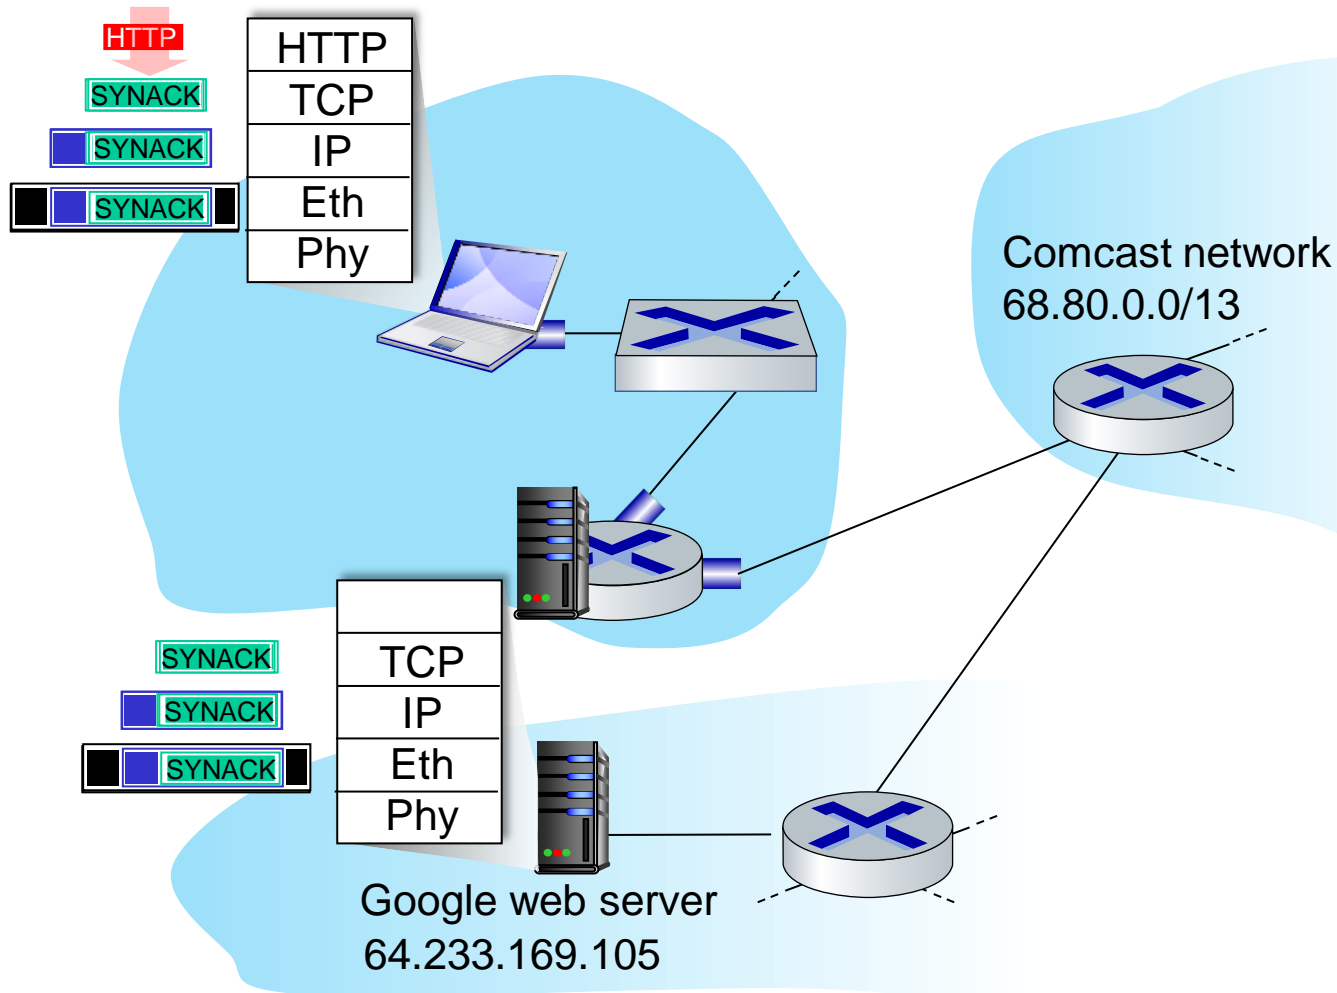 HTTP
SYNACK
SYNACK
SYNACK
HTTP
TCP
IP
Eth
Phy
Comcast network
68.80.0.0/13
SYNACK
SYNACK
SYNACK
TCP
IP
Eth
Phy
Google web server
64.233.169.105